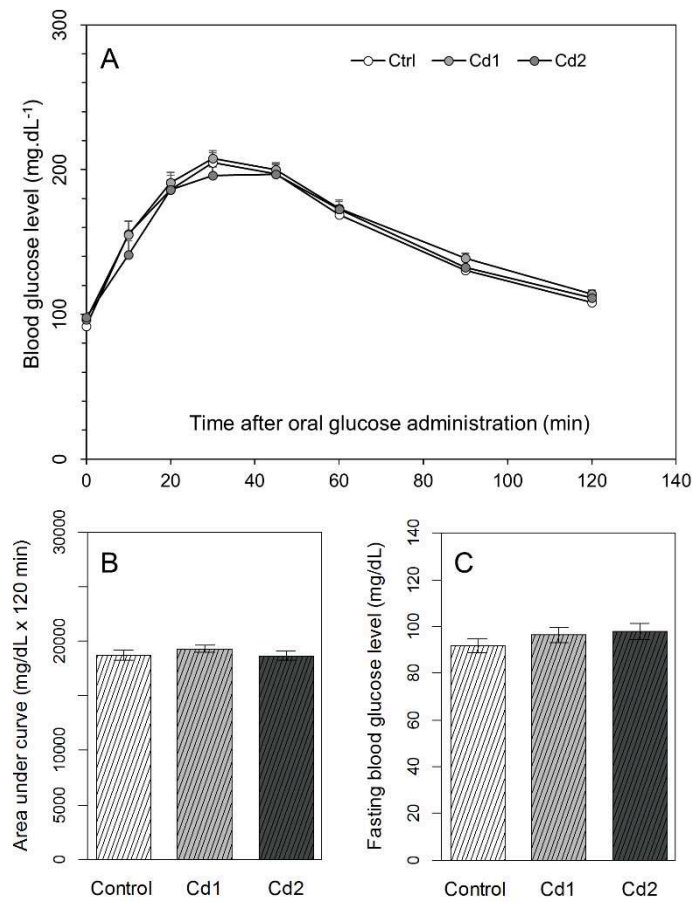 A
Ctrl Cd1 Cd2
Blood glucose level (mg.dL-1)
300
200
100
0
Time after oral glucose administration (min)
0 20 40 60 80 100 120 140
B
Area under curve (mg/dL x 120 min)
30000
20000
10000
5000
0
Control Cd1 Cd2
C
Fasting blood glucose level (mg/dL)
140
120
100
80
60
40
20
0
Control Cd1 Cd2